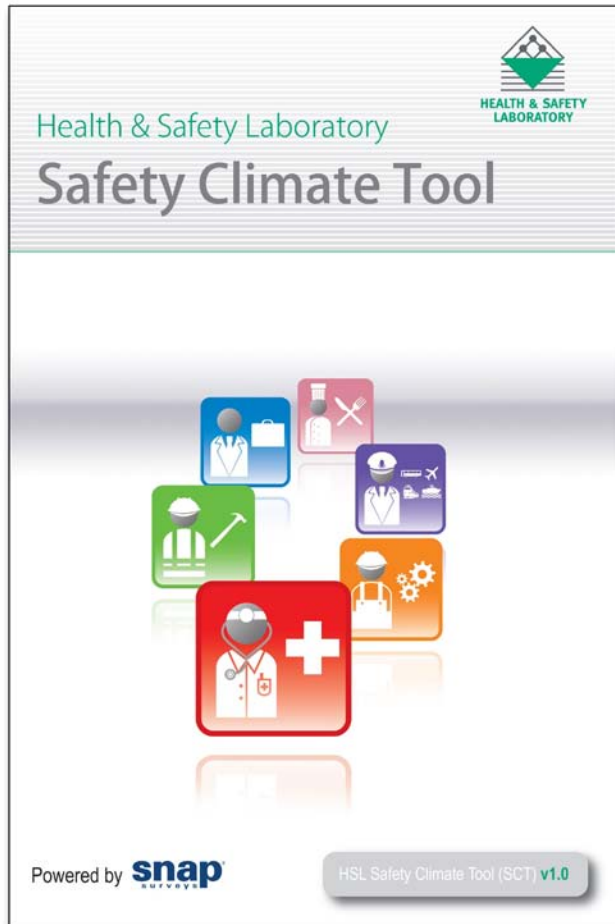 HEALTH & SAFETY
LABORATORY
Health & Safety Laboratory
Safety Climate Tool
Powered by snap
surveys
HSL Safety Climate Tool (SCT) v1.0